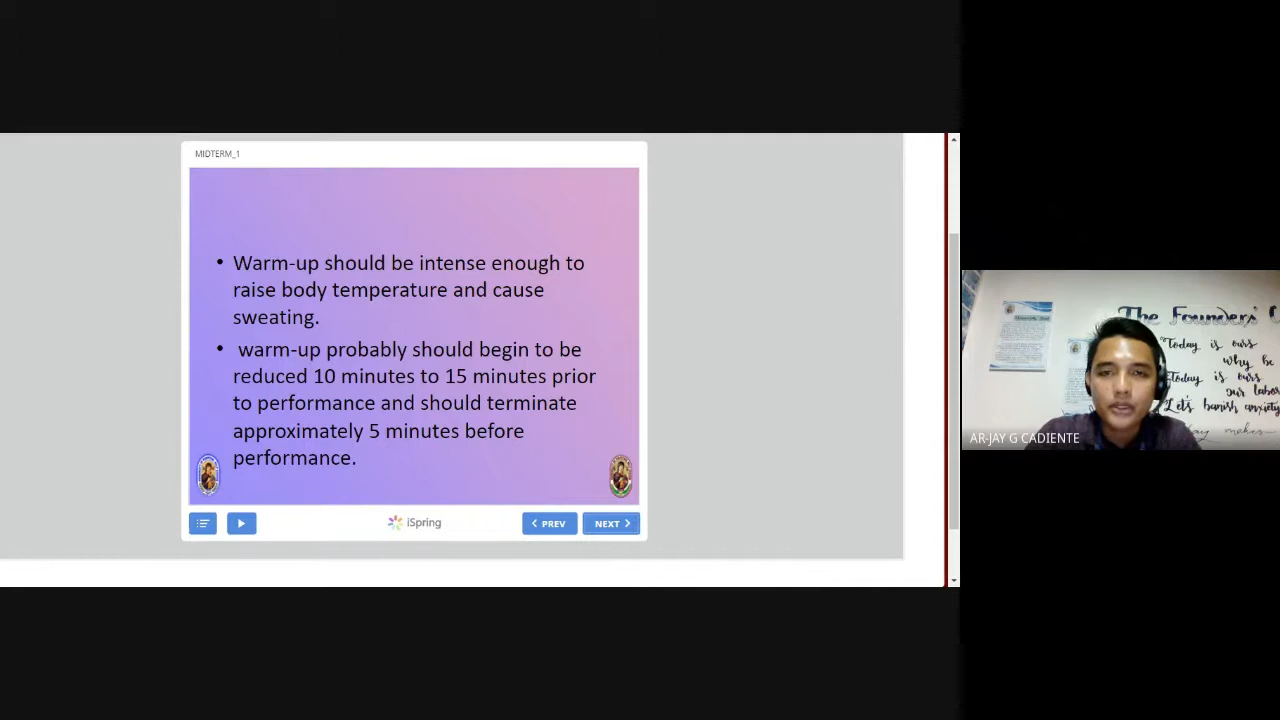 MIDTERM_1
• Warm-up should be intense enough to
raise body temperature and cause
sweating.
• warm-up probably should begin to be
reduced 10 minutes to 15 minutes prior
to performance and should terminate
approximately 5 minutes before
performance.
iSpring
PREV
NEXT
The Founders'
"Today is ours
why be
Today is ours
our labor
Let's banish anxiety
makes
AR-JAY G CADIENTE